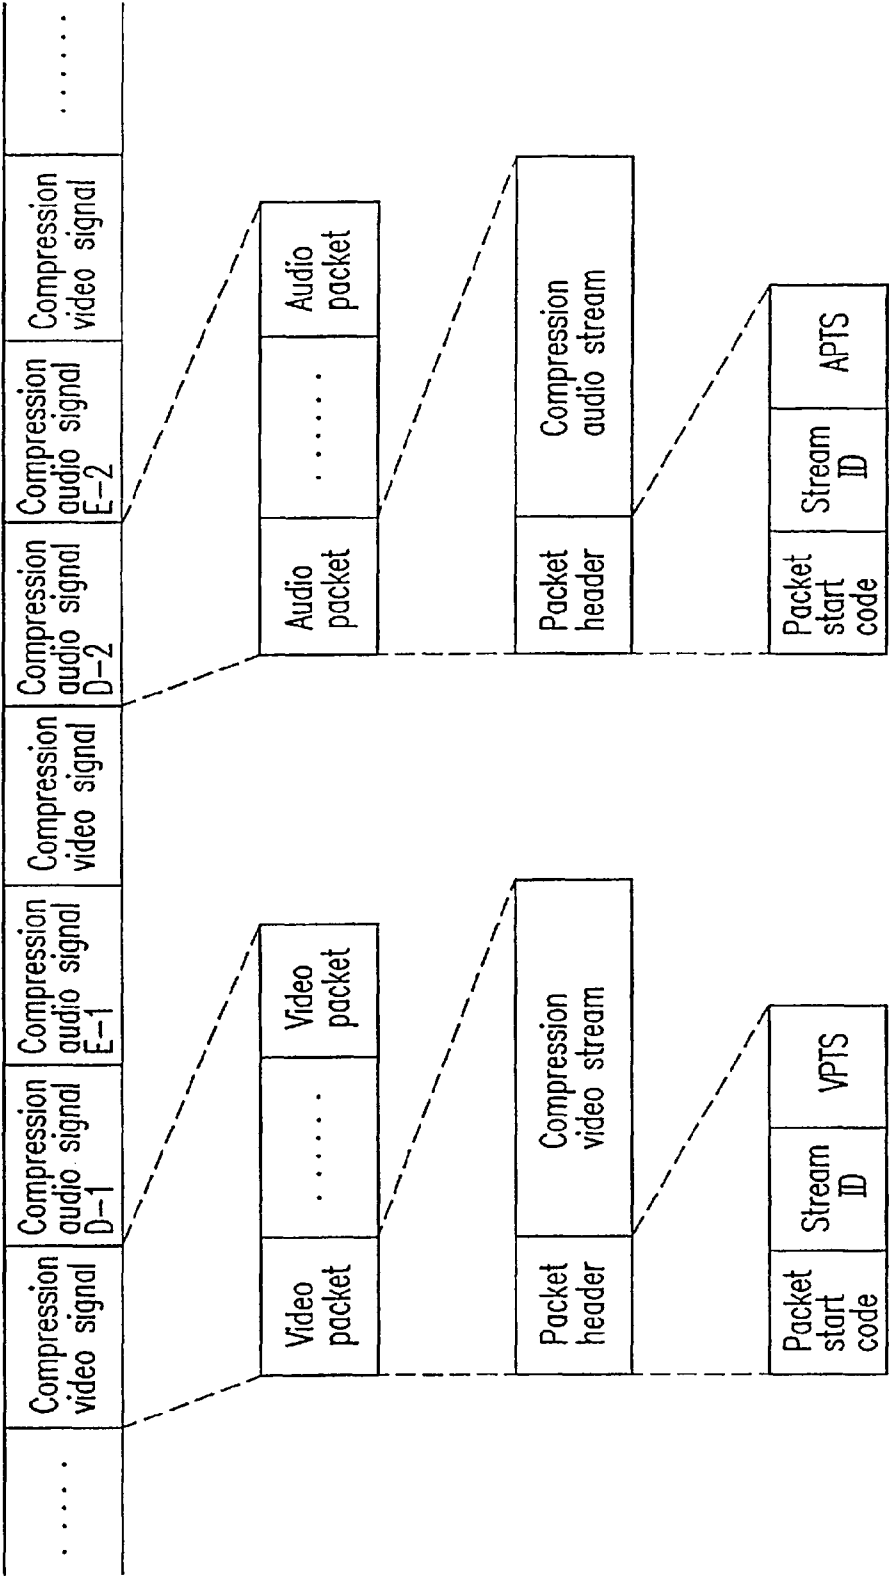 ......
Compression
video signal
Compression
audio signal
D-1
Compression
audio signal
E-1
Compression
video signal
Compression
audio signal
D-2
Compression
audio signal
E-2
Compression
video signal
......
Video
packet
......
Video
packet
Audio
packet
......
Audio
packet
Packet
header
Compression
video stream
Packet
header
Compression
audio stream
Packet
start
code
Stream
ID
VPTS
Packet
start
code
Stream
ID
APTS